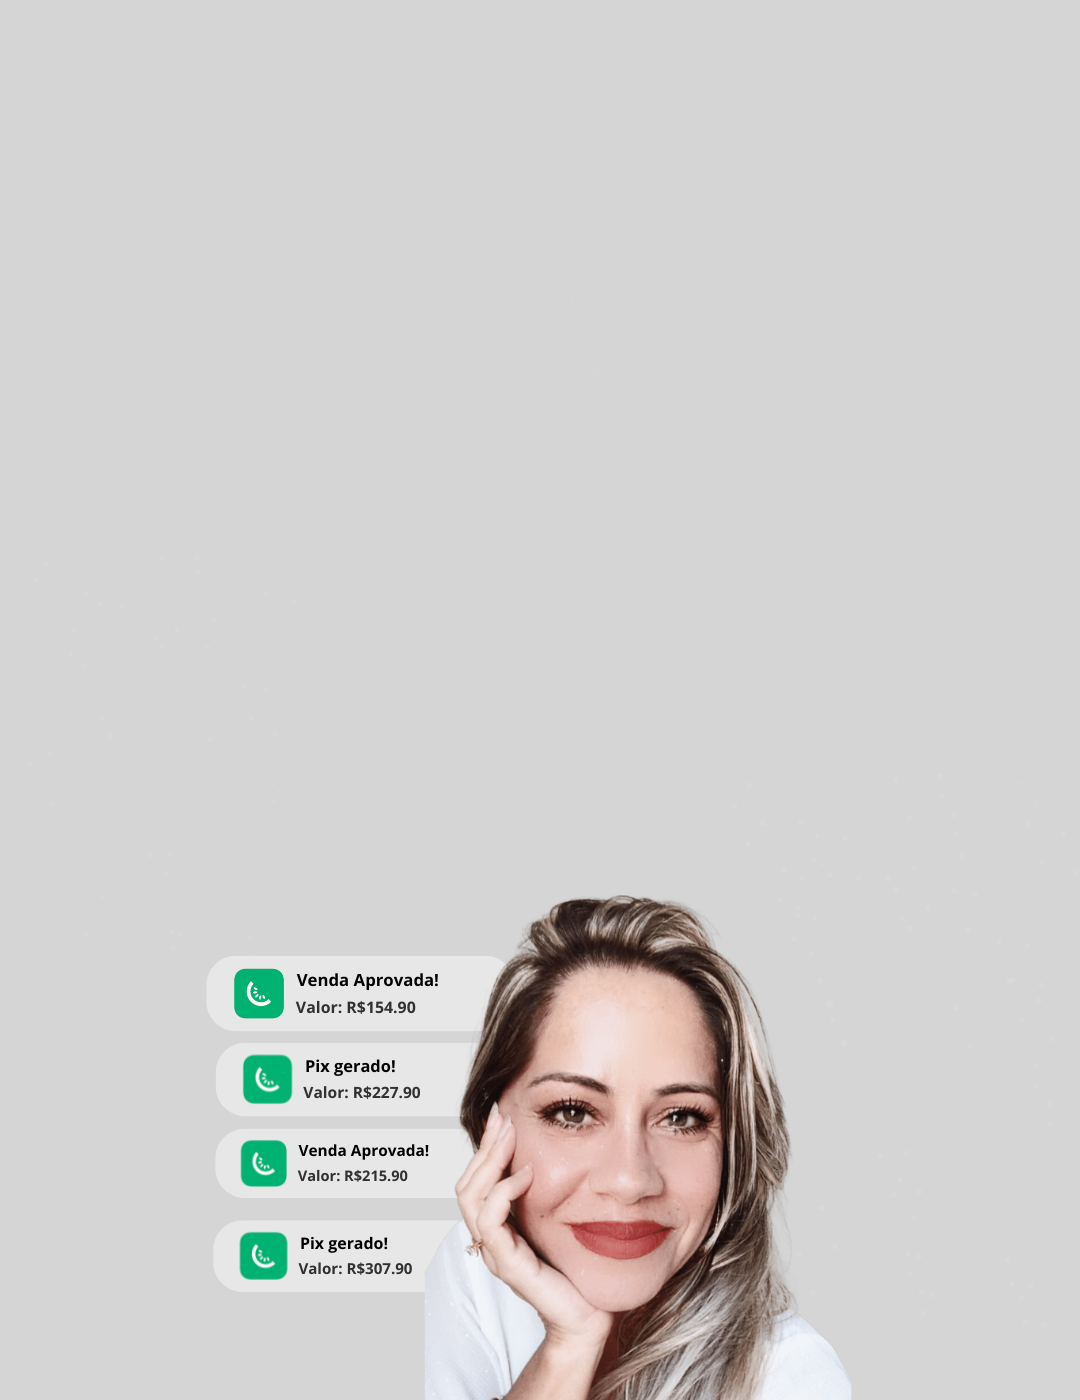 Venda Aprovada!
Valor: R$154.90
Pix gerado!
Valor: R$227.90
Venda Aprovada!
Valor: R$215.90
Pix gerado!
Valor: R$307.90